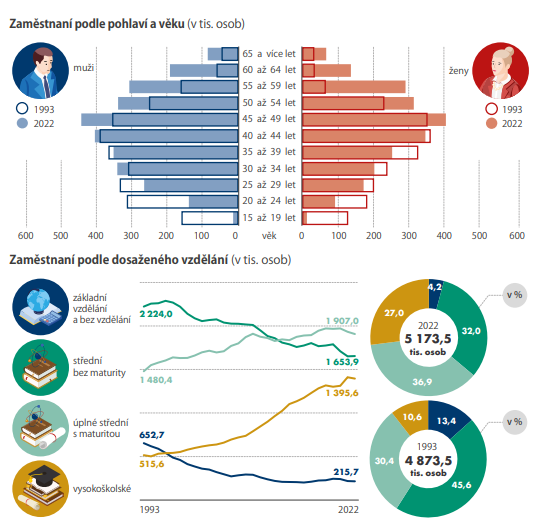 Zaměstnaní podle pohlaví a věku (v tis. osob)
muži
1993
2022
65 a více let
60 až 64 let
55 až 59 let
50 až 54 let
45 až 49 let
40 až 44 let
35 až 39 let
30 až 34 let
25 až 29 let
20 až 24 let
15 až 19 let
ženy
1993
2022
600 500 400 300 200 100 0 věk 0 100 200 300 400 500 600
Zaměstnaní podle dosaženého vzdělání (v tis. osob)
základní
vzdělání
a bez vzdělání
střední
bez maturity
úplné střední
s maturitou
vysokoškolské
2 224,0
1 480,4
652,7
515,6
1 907,0
1 653,9
1 395,6
215,7
1993 2022
v %
4,2
32,0
36,9
27,0
2022
5 173,5
tis. osob
v %
13,4
45,6
30,4
10,6
1993
4 873,5
tis. osob